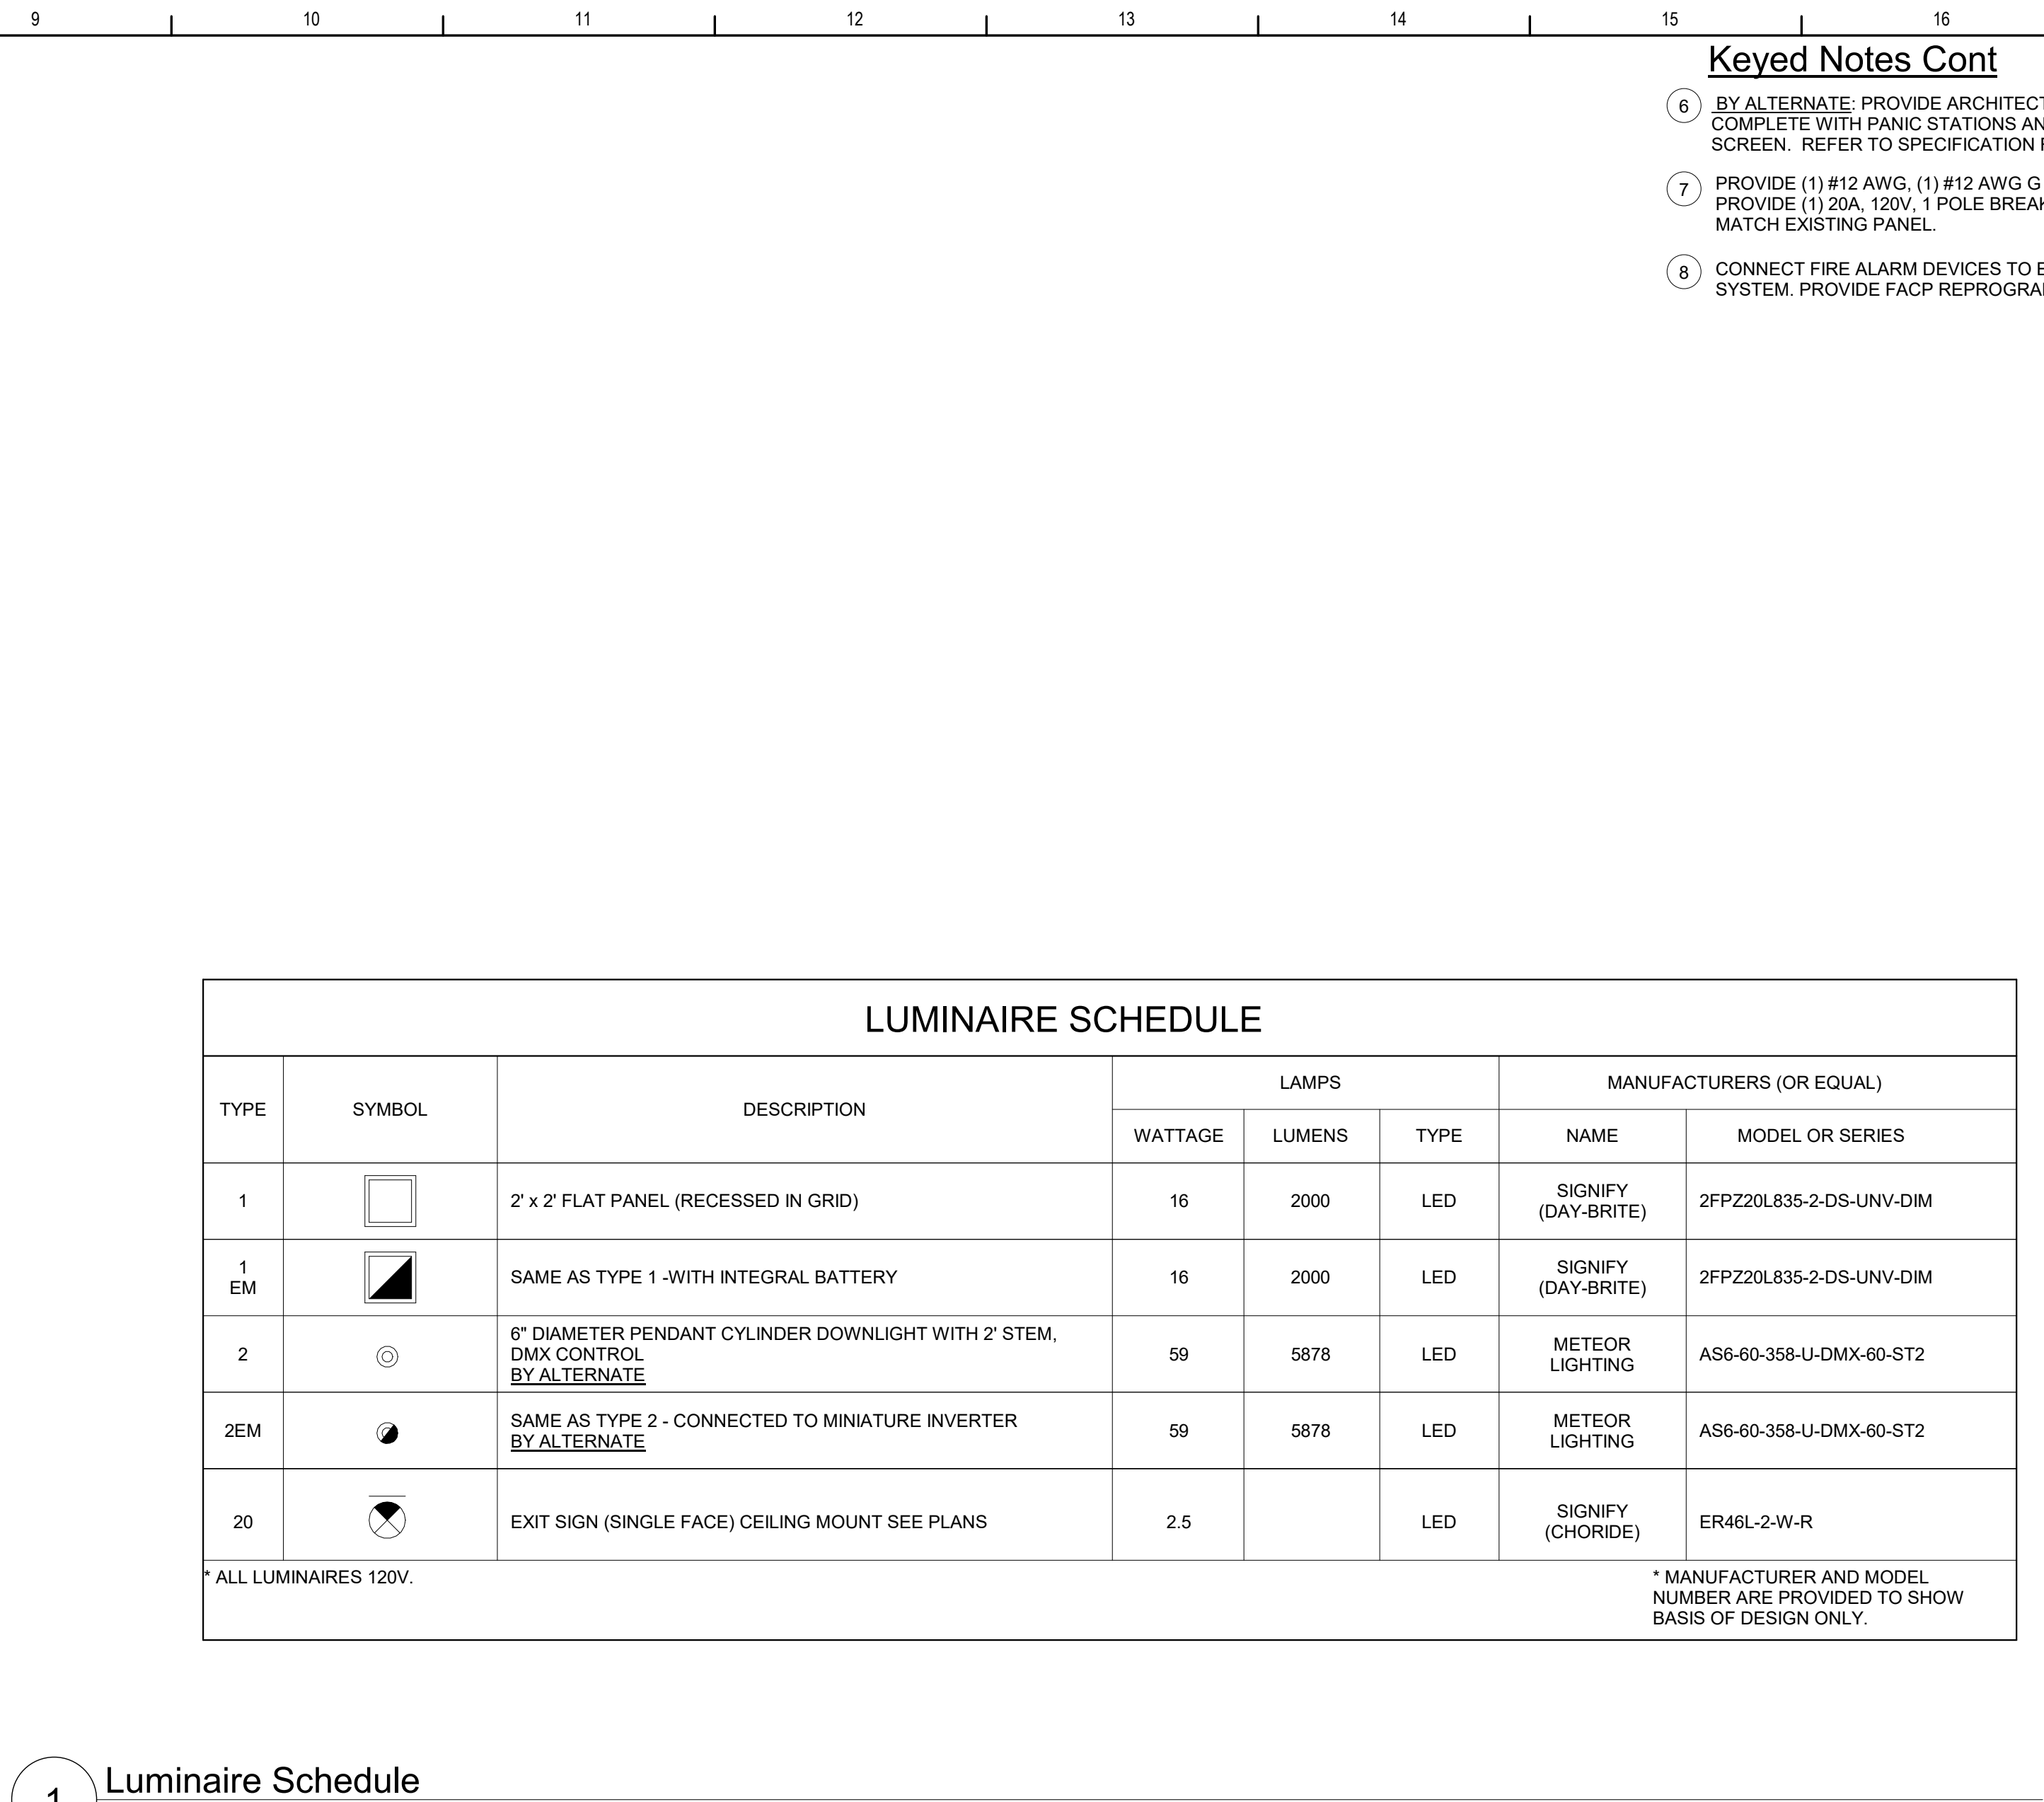 9 10 11 12 13 14 15 16
Keyed Notes Cont
6 BY ALTERNATE: PROVIDE ARCHITECT
COMPLETE WITH PANIC STATIONS AN
SCREEN. REFER TO SPECIFICATION
7 PROVIDE (1) #12 AWG, (1) #12 AWG G
PROVIDE (1) 20A, 120V, 1 POLE BREAK
MATCH EXISTING PANEL.
8 CONNECT FIRE ALARM DEVICES TO E
SYSTEM. PROVIDE FACP REPROGRA
LUMINAIRE SCHEDULE
TYPE SYMBOL DESCRIPTION LAMPS MANUFACTURERS (OR EQUAL)
WATTAGE LUMENS TYPE NAME MODEL OR SERIES
1 2' x 2' FLAT PANEL (RECESSED IN GRID) 16 2000 LED SIGNIFY (DAY-BRITE) 2FPZ20L835-2-DS-UNV-DIM
1 EM SAME AS TYPE 1 -WITH INTEGRAL BATTERY 16 2000 LED SIGNIFY (DAY-BRITE) 2FPZ20L835-2-DS-UNV-DIM
2 6" DIAMETER PENDANT CYLINDER DOWNLIGHT WITH 2' STEM,
DMX CONTROL
BY ALTERNATE
59 5878 LED METEOR LIGHTING AS6-60-358-U-DMX-60-ST2
2EM SAME AS TYPE 2 - CONNECTED TO MINIATURE INVERTER
BY ALTERNATE
59 5878 LED METEOR LIGHTING AS6-60-358-U-DMX-60-ST2
20 EXIT SIGN (SINGLE FACE) CEILING MOUNT SEE PLANS 2.5 LED SIGNIFY (CHORIDE) ER46L-2-W-R
* ALL LUMINAIRES 120V.
* MANUFACTURER AND MODEL
NUMBER ARE PROVIDED TO SHOW
BASIS OF DESIGN ONLY.
1 Luminaire Schedule